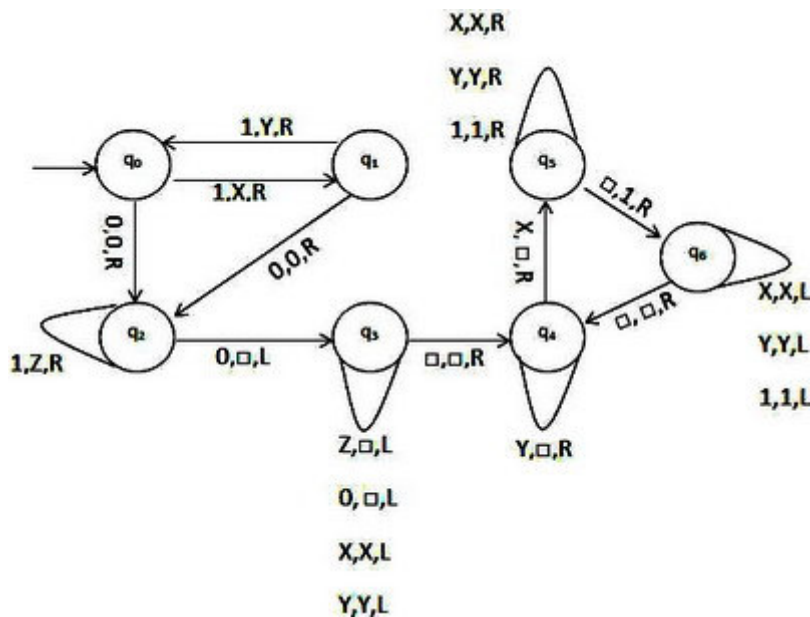 X,X,R
Y,Y,R
1,1,R
1,Y,R
q₀
q₁
q₅
1,X,R
□,1,R
0,0,R
0,0,R
X,□,R
q₆
X,X,L
Y,Y,L
1,1,L
□,□,R
q₂
q₃
q₄
1,Z,R
0,□,L
□,□,R
Z,□,L
0,□,L
X,X,L
Y,Y,L
Y,□,R